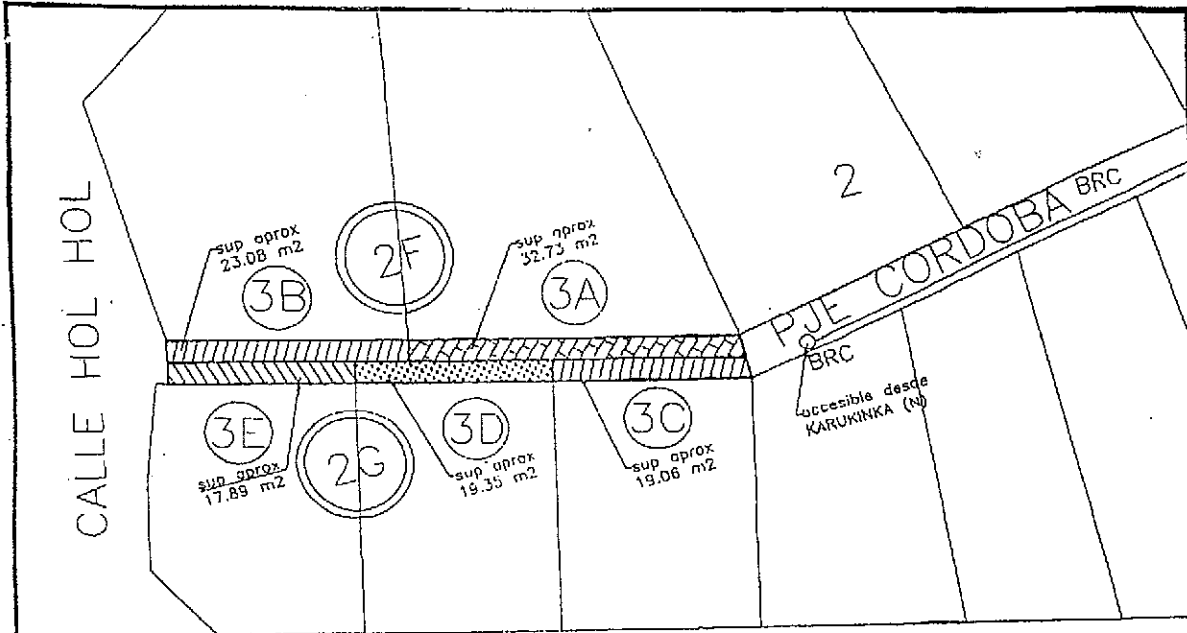 CALLE HOL HOL
sup aprox
23.08 m2
3B
2F
sup aprox
32.73 m2
3A
2
PJE CORDOBA BRC
BRC
accesible desde
KARUKINKA (N)
3E
sup aprox
17.89 m2
2G
3D
sup aprox
19.35 m2
3C
sup aprox
19.06 m2